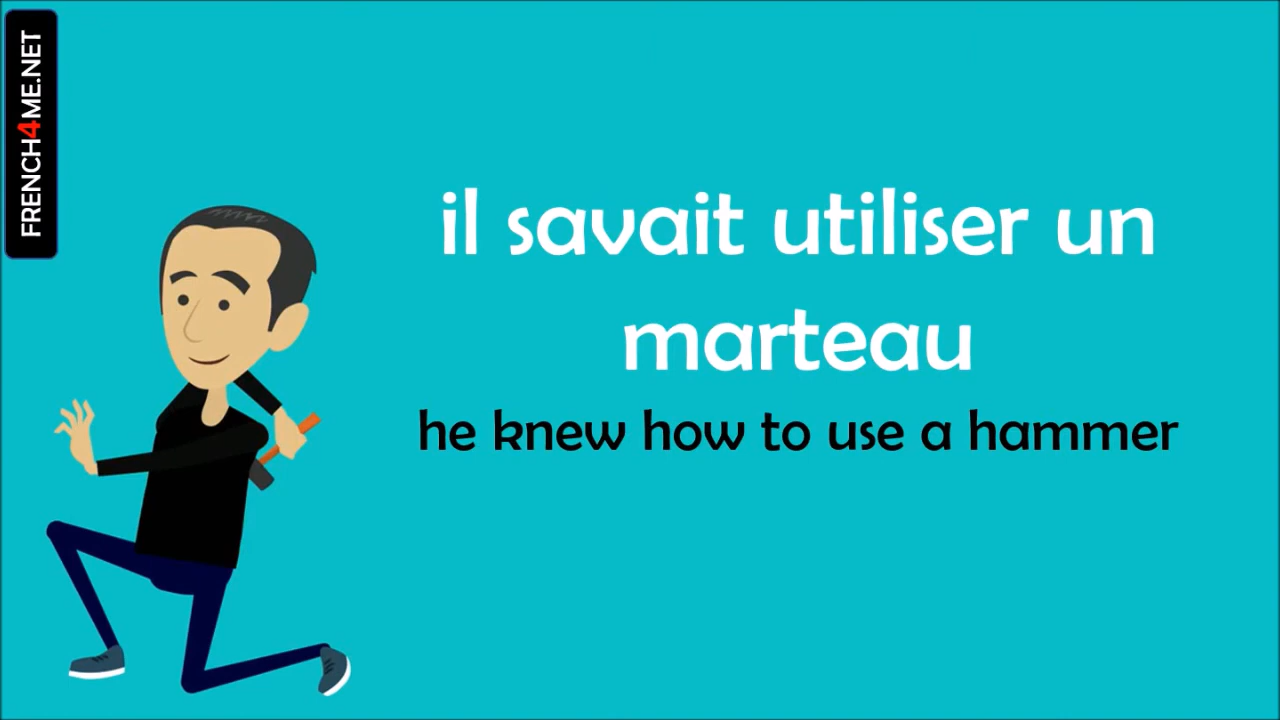 FRENCH4ME.NET
il savait utiliser un
marteau
he knew how to use a hammer